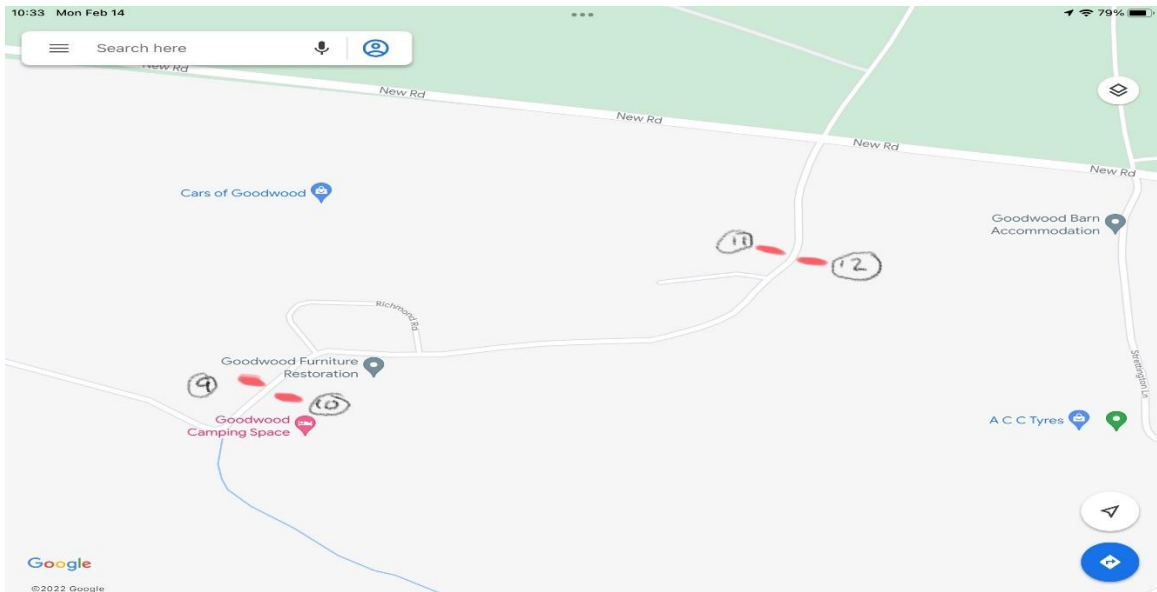 10:33 Mon Feb 14
79%
Search here
New Rd
New Rd
New Rd
New Rd
New Rd
Cars of Goodwood
Goodwood Barn
Accommodation
11
12
Richmond Rd
Goodwood Furniture
Restoration
Strettington Ln
9
10
Goodwood
Camping Space
A C C Tyres
Google
©2022 Google